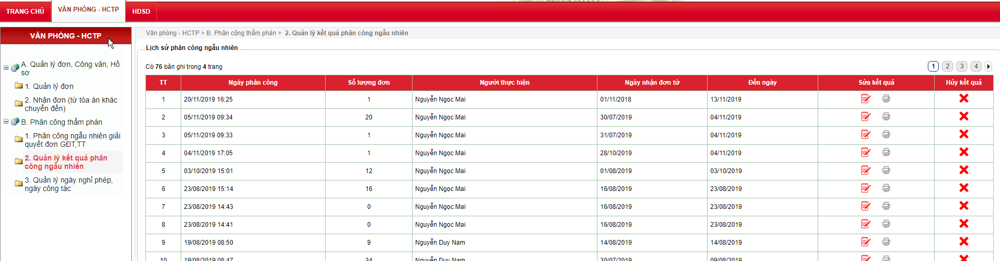 TRANG CHỦ VĂN PHÒNG - HCTP HDSD
VĂN PHÒNG - HCTP
A. Quản lý đơn, Công văn, Hồ
sơ
1. Quản lý đơn
2. Nhận đơn (từ tòa án khác
chuyển đến)
B. Phân công thẩm phán
1. Phân công ngẫu nhiên giải
quyết đơn GĐT,TT
2. Quản lý kết quả phân
công ngẫu nhiên
3. Quản lý ngày nghỉ phép,
ngày công tác
Văn phòng - HCTP > B. Phân công thẩm phán > 2. Quản lý kết quả phân công ngẫu nhiên
Lịch sử phân công ngẫu nhiên
Có 76 bản ghi trong 4 trang 1 2 3 4
TT Ngày phân công Số lượng đơn Người thực hiện Ngày nhận đơn từ Đến ngày Sửa kết quả Hủy kết quả
1 20/11/2019 16:25 1 Nguyễn Ngọc Mai 01/11/2018 13/11/2019
2 05/11/2019 09:34 20 Nguyễn Ngọc Mai 30/07/2019 04/11/2019
3 05/11/2019 09:33 1 Nguyễn Ngọc Mai 31/07/2019 04/11/2019
4 04/11/2019 17:05 1 Nguyễn Ngọc Mai 28/10/2019 04/11/2019
5 03/10/2019 15:01 12 Nguyễn Ngọc Mai 01/08/2019 03/10/2019
6 23/08/2019 15:14 16 Nguyễn Ngọc Mai 16/08/2019 23/08/2019
7 23/08/2019 14:43 0 Nguyễn Ngọc Mai 16/08/2019 23/08/2019
8 23/08/2019 14:41 0 Nguyễn Ngọc Mai 16/08/2019 23/08/2019
9 19/08/2019 08:50 9 Nguyễn Duy Nam 14/08/2019 14/08/2019
10 19/08/2019 08:47 34 Nguyễn Duy Nam 30/07/2019 09/08/2019